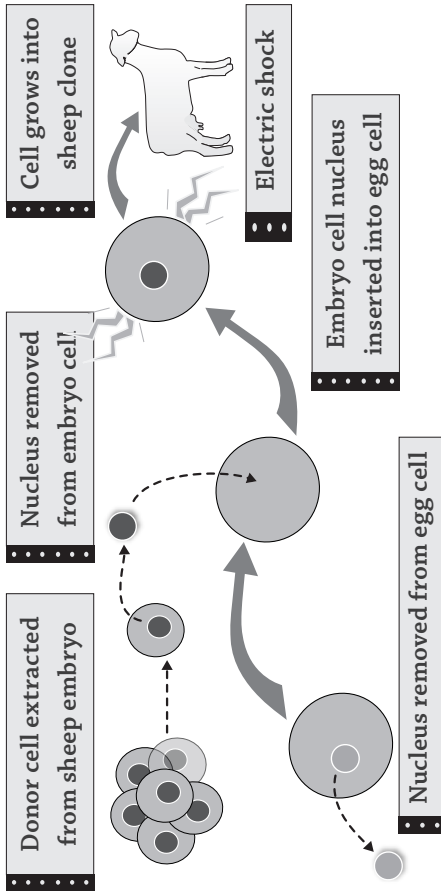 Donor cell extracted
from sheep embryo
Nucleus removed
from embryo cell
Cell grows into
sheep clone
Electric shock
Embryo cell nucleus
inserted into egg cell
Nucleus removed from egg cell